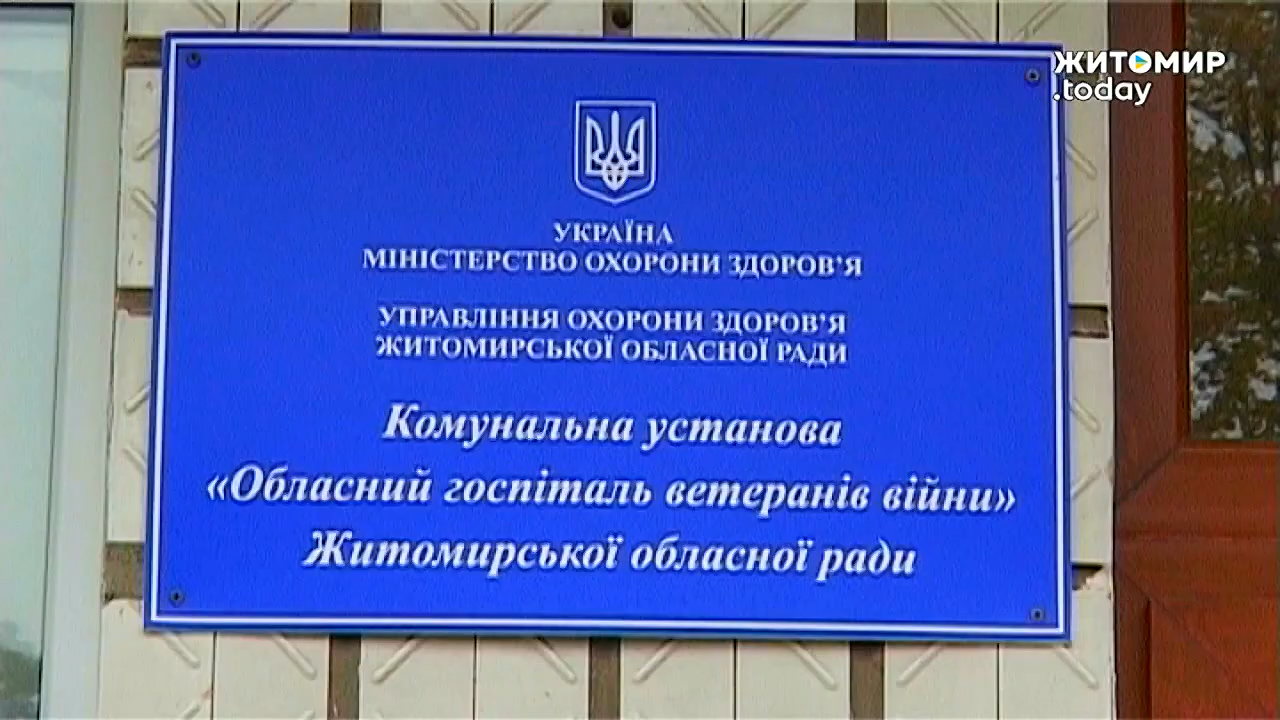 ЖИТОМИР
.today
УКРАЇНА
МІНІСТЕРСТВО ОХОРОНИ ЗДОРОВ’Я
УПРАВЛІННЯ ОХОРОНИ ЗДОРОВ’Я
ЖИТОМИРСЬКОЇ ОБЛАСНОЇ РАДИ
Комунальна установа
«Обласний госпіталь ветеранів війни»
Житомирської обласної ради